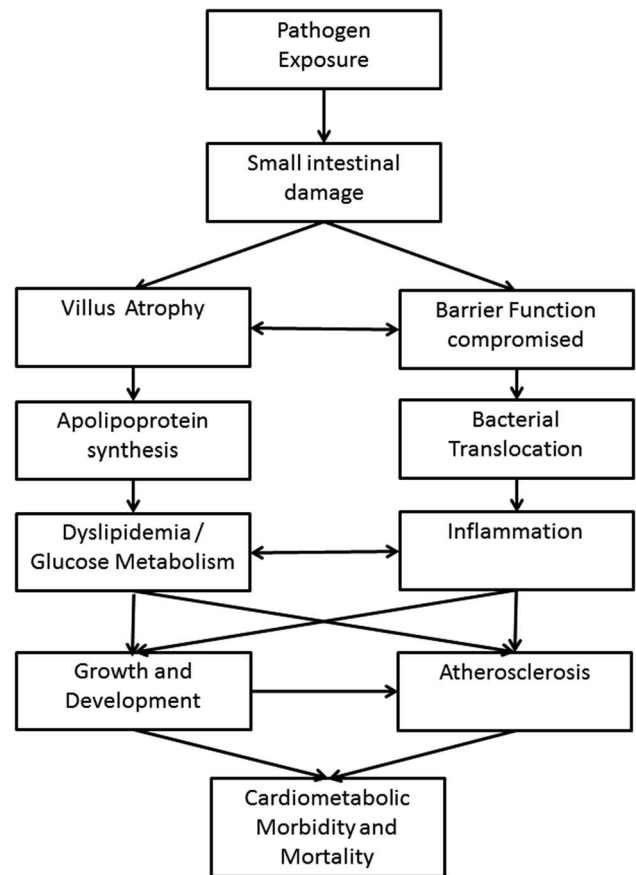 Pathogen
Exposure
Small intestinal
damage
Villus Atrophy
Barrier Function
compromised
Apolipoprotein
synthesis
Bacterial
Translocation
Dyslipidemia /
Glucose Metabolism
Inflammation
Growth and
Development
Atherosclerosis
Cardiometabolic
Morbidity and
Mortality